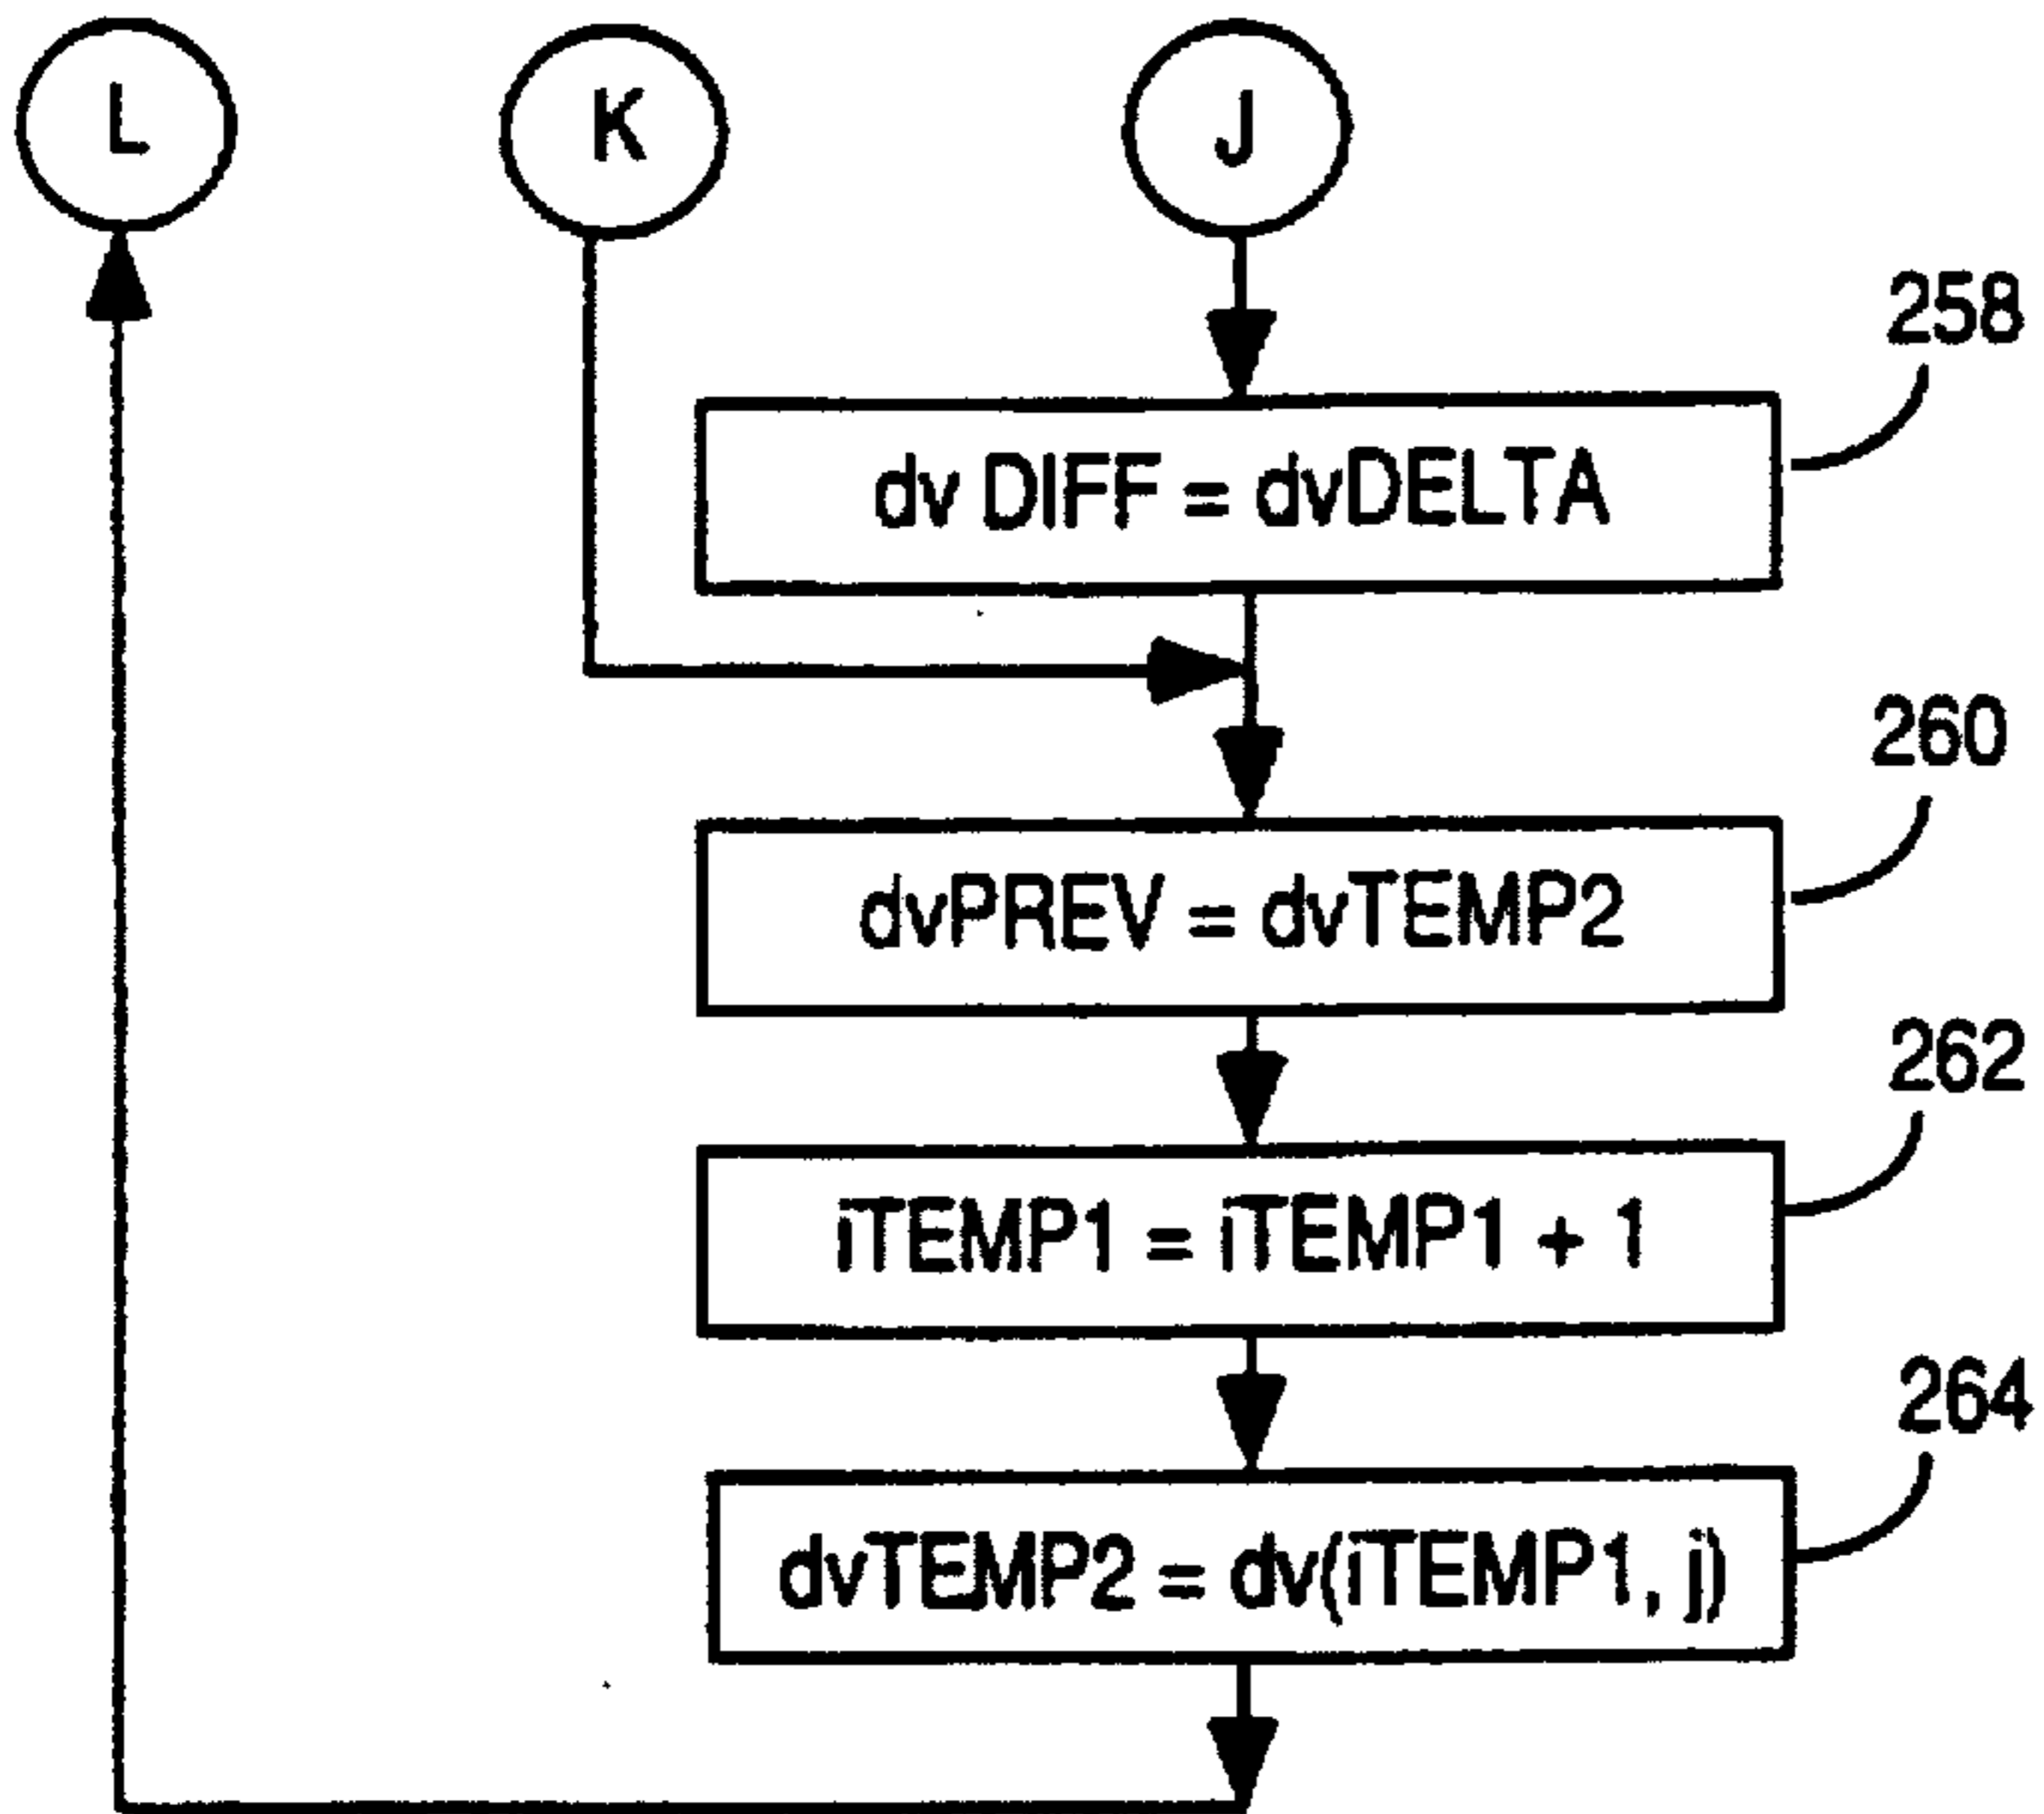 L
K
J
258
dv DIFF = dvDELTA
260
dvPREV = dvTEMP2
262
iTEMP1 = iTEMP1 + 1
264
dvTEMP2 = dv(iTEMP1, j)